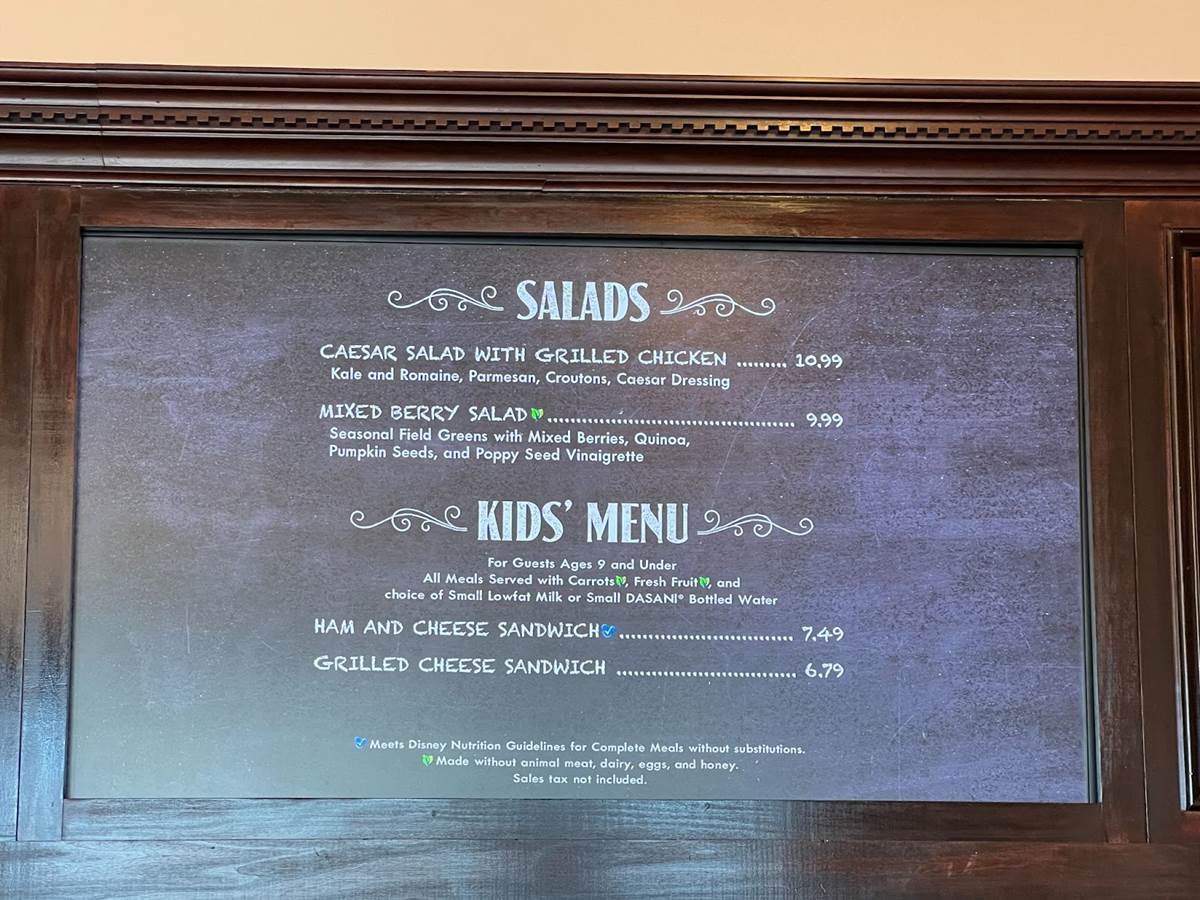 SALADS
CAESAR SALAD WITH GRILLED CHICKEN ......... 10.99
Kale and Romaine, Parmesan, Croutons, Caesar Dressing
MIXED BERRY SALAD ................................... 9.99
Seasonal Field Greens with Mixed Berries, Quinoa,
Pumpkin Seeds, and Poppy Seed Vinaigrette
KIDS' MENU
For Guests Ages 9 and Under
All Meals Served with Carrots, Fresh Fruit, and
choice of Small Lowfat Milk or Small DASANI® Bottled Water
HAM AND CHEESE SANDWICH ............................ 7.49
GRILLED CHEESE SANDWICH ............................. 6.79
Meets Disney Nutrition Guidelines for Complete Meals without substitutions.
Made without animal meat, dairy, eggs, and honey.
Sales tax not included.